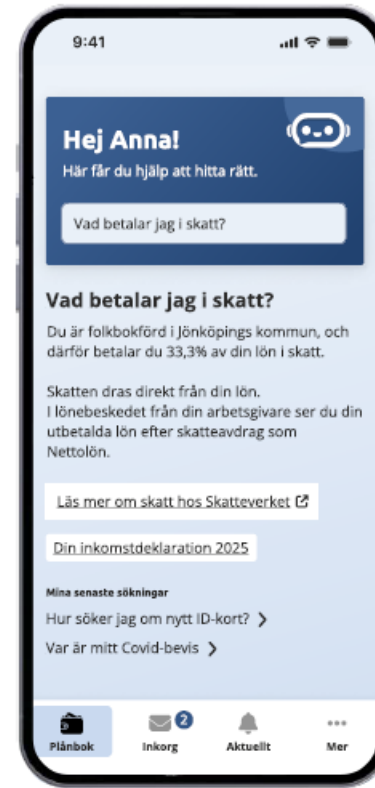 9:41
Hej Anna!
Här får du hjälp att hitta rätt.
Vad betalar jag i skatt?
Vad betalar jag i skatt?
Du är folkbokförd i Jönköpings kommun, och
därför betalar du 33,3% av din lön i skatt.
Skatten dras direkt från din lön.
I lönebeskedet från din arbetsgivare ser du din
utbetalda lön efter skatteavdrag som
Nettolön.
Läs mer om skatt hos Skatteverket
Din inkomstdeklaration 2025
Mina senaste sökningar
Hur söker jag om nytt ID-kort?
Var är mitt Covid-bevis
2
Plånbok Inkorg Aktuellt Mer